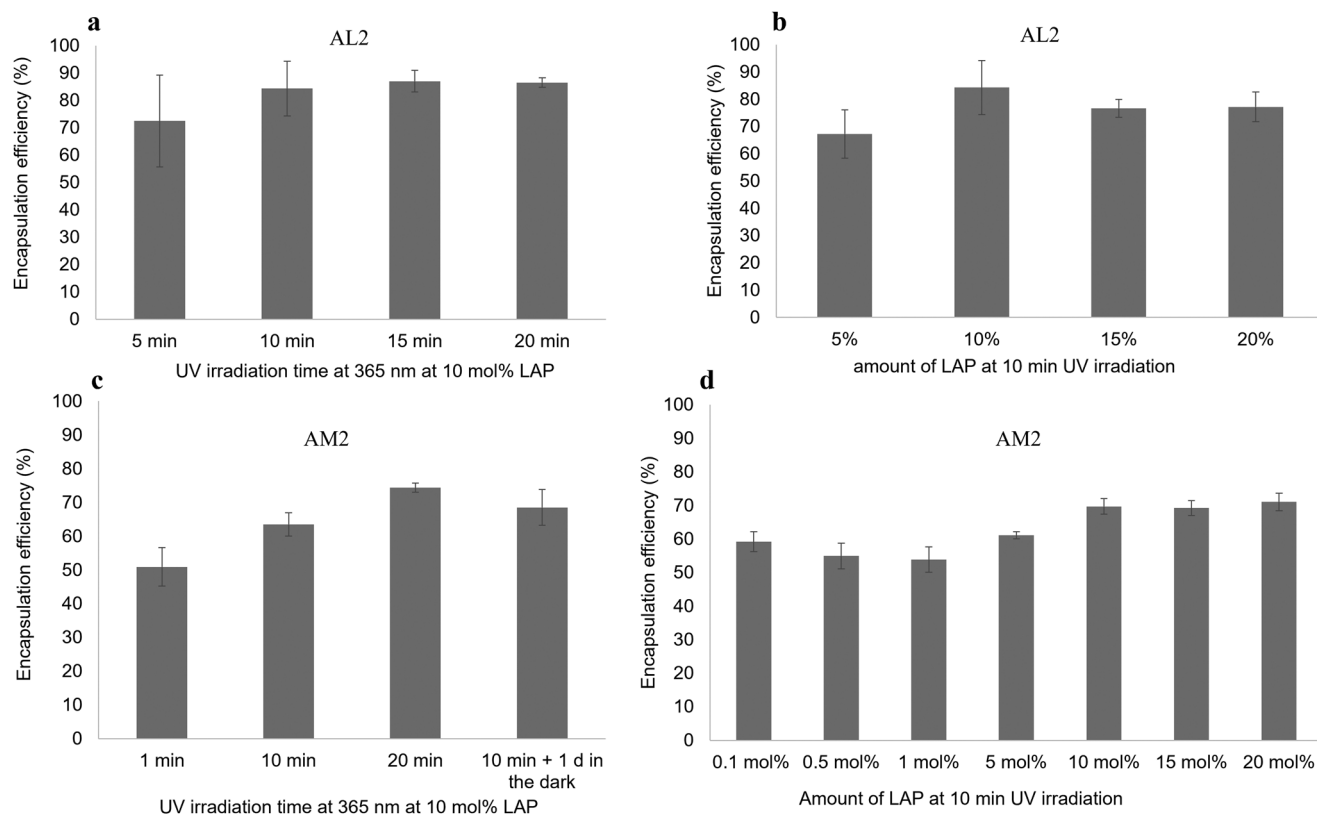 a
AL2
Encapsulation efficiency (%)
100
90
80
70
60
50
40
30
20
10
0
5 min 10 min 15 min 20 min
UV irradiation time at 365 nm at 10 mol% LAP
b
AL2
Encapsulation efficiency (%)
100
90
80
70
60
50
40
30
20
10
0
5% 10% 15% 20%
amount of LAP at 10 min UV irradiation
c
AM2
Encapsulation efficiency (%)
100
90
80
70
60
50
40
30
20
10
0
1 min 10 min 20 min 10 min + 1 d in
the dark
UV irradiation time at 365 nm at 10 mol% LAP
d
AM2
Encapsulation efficiency (%)
100
90
80
70
60
50
40
30
20
10
0
0.1 mol% 0.5 mol% 1 mol% 5 mol% 10 mol% 15 mol% 20 mol%
Amount of LAP at 10 min UV irradiation